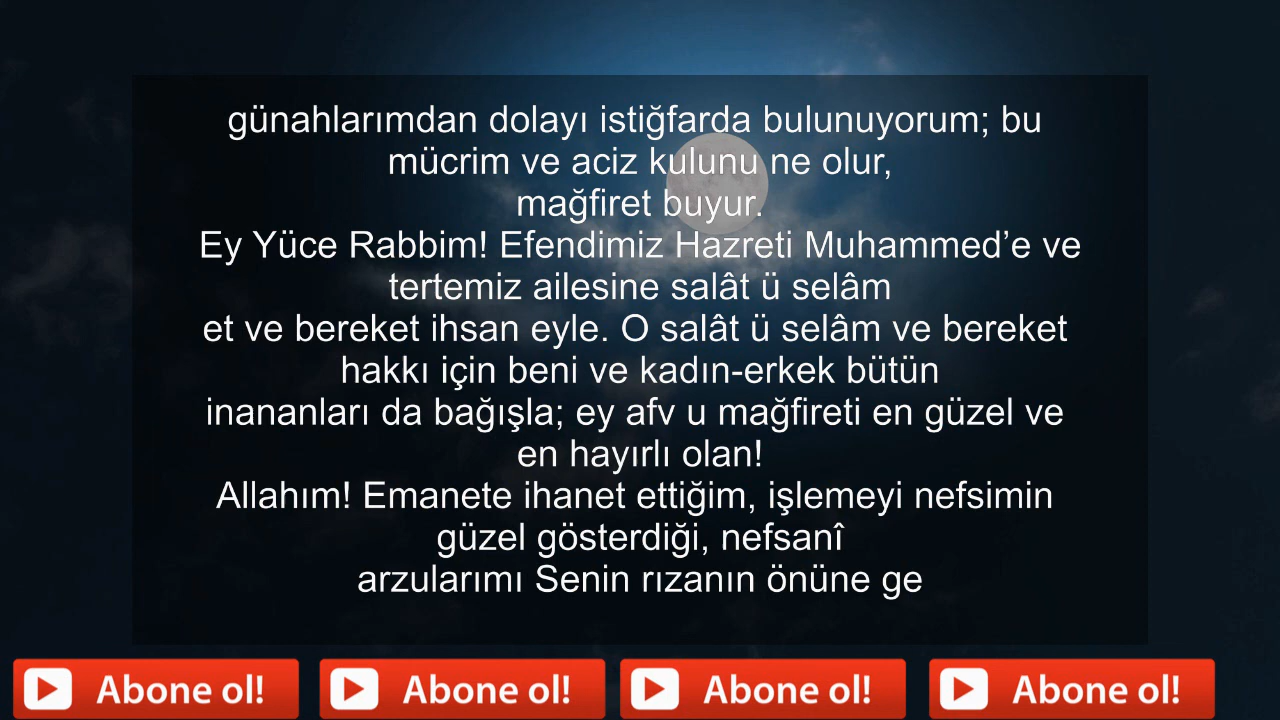 günahlarımdan dolayı istiğfarda bulunuyorum; bu
mücrim ve aciz kulunu ne olur,
mağfiret buyur.
Ey Yüce Rabbim! Efendimiz Hazreti Muhammed’e ve
tertemiz ailesine salât ü selâm
et ve bereket ihsan eyle. O salât ü selâm ve bereket
hakkı için beni ve kadın-erkek bütün
inananları da bağışla; ey afv u mağfireti en güzel ve
en hayırlı olan!
Allahım! Emanete ihanet ettiğim, işlemeyi nefsimin
güzel gösterdiği, nefsanî
arzularımı Senin rızanın önüne ge
Abone ol! Abone ol! Abone ol! Abone ol!